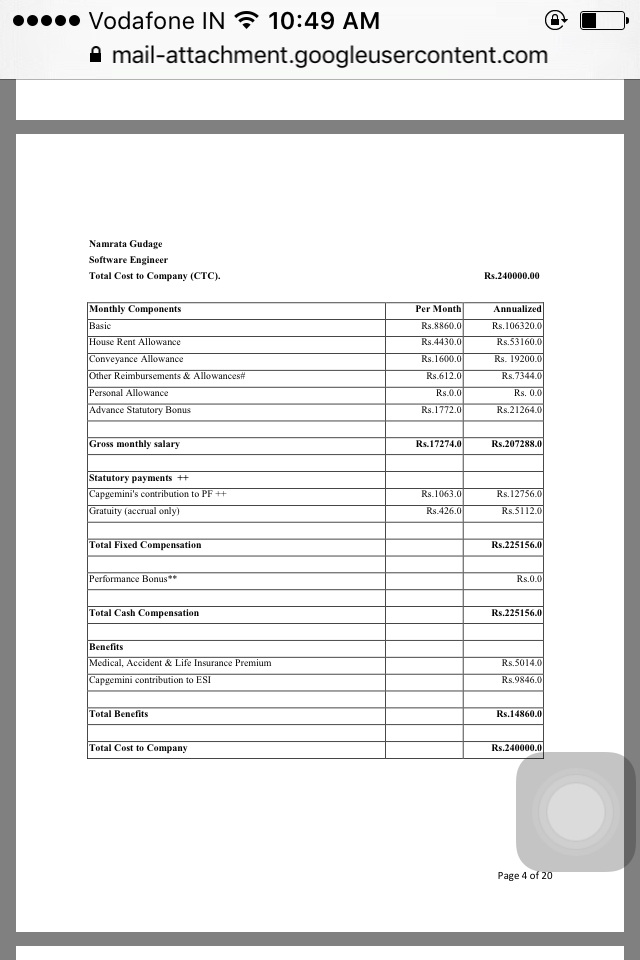 Vodafone IN 10:49 AM
mail-attachment.googleusercontent.com
Namrata Gudage
Software Engineer
Total Cost to Company (CTC). Rs.240000.00
Monthly Components Per Month Annualized
Basic Rs.8860.0 Rs.106320.0
House Rent Allowance Rs.4430.0 Rs.53160.0
Conveyance Allowance Rs.1600.0 Rs. 19200.0
Other Reimbursements & Allowances# Rs.612.0 Rs.7344.0
Personal Allowance Rs.0.0 Rs. 0.0
Advance Statutory Bonus Rs.1772.0 Rs.21264.0
Gross monthly salary Rs.17274.0 Rs.207288.0
Statutory payments ++
Capgemini's contribution to PF ++ Rs.1063.0 Rs.12756.0
Gratuity (accrual only) Rs.426.0 Rs.5112.0
Total Fixed Compensation Rs.225156.0
Performance Bonus** Rs.0.0
Total Cash Compensation Rs.225156.0
Benefits
Medical, Accident & Life Insurance Premium Rs.5014.0
Capgemini contribution to ESI Rs.9846.0
Total Benefits Rs.14860.0
Total Cost to Company Rs.240000.0
Page 4 of 20